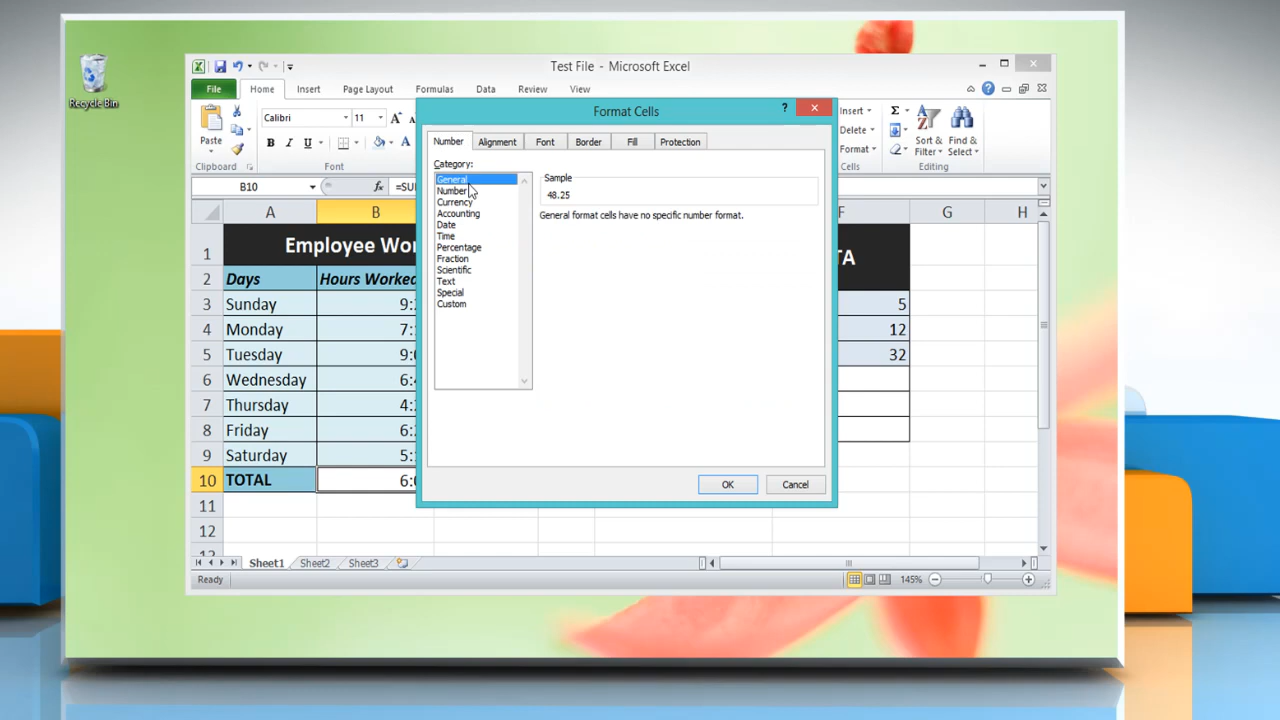 Recycle Bin
Test File - Microsoft Excel
File Home Insert Page Layout Formulas Data Review View
Paste
Calibri 11 A
B I U A
Insert
Delete
Format
Σ
Sort & Filter
Find & Select
Clipboard Font Cells Editing
B10 fx
Format Cells
?
Number Alignment Font Border Fill Protection
Category:
General
Number
Currency
Accounting
Date
Time
Percentage
Fraction
Scientific
Text
Special
Custom
Sample
48.25
General format cells have no specific number format.
OK Cancel
A B F G H
1 Employee TA
2 Days Hours Worked
3 Sunday 5
4 Monday 12
5 Tuesday 32
6 Wednesday
7 Thursday
8 Friday
9 Saturday
10 TOTAL
11
12
Sheet1 Sheet2 Sheet3
Ready 145%